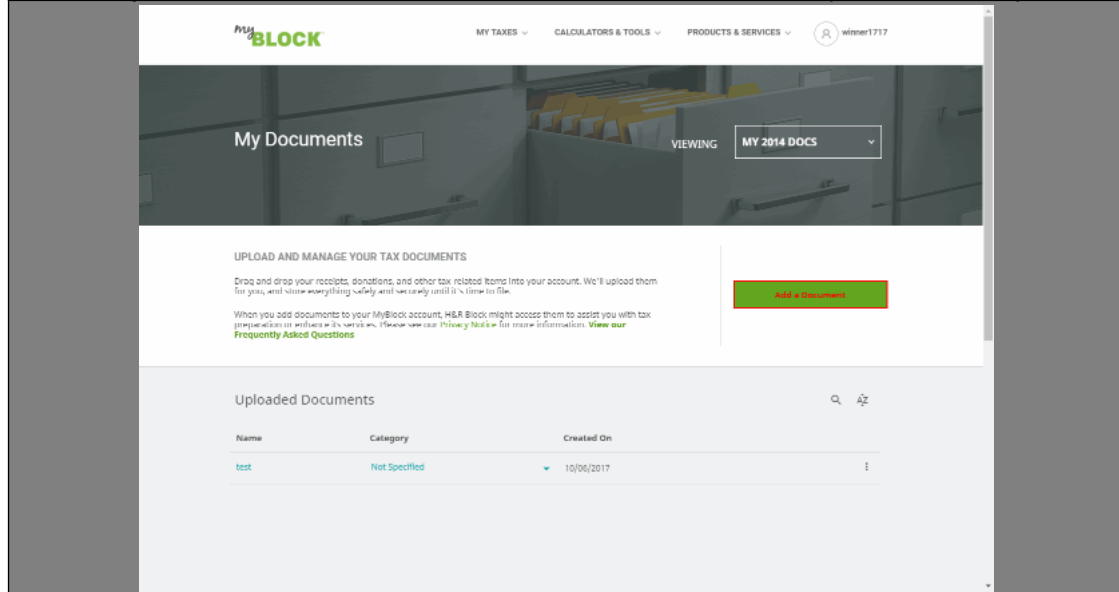 myBLOCK
MY TAXES CALCULATORS & TOOLS PRODUCTS & SERVICES winner1717
My Documents
VIEWING MY 2014 DOCS
UPLOAD AND MANAGE YOUR TAX DOCUMENTS
Drag and drop your receipts, donations, and other tax related items into your account. We'll upload them
for you, and store everything safely and securely until it's time to file.
Add a Document
When you add documents to your MyBlock account, H&R Block might access them to assist you with tax
preparation or enhance its services. Please see our Privacy Notice for more information. View our
Frequently Asked Questions
Uploaded Documents AZ
Name Category Created On
test Not Specified 10/06/2017